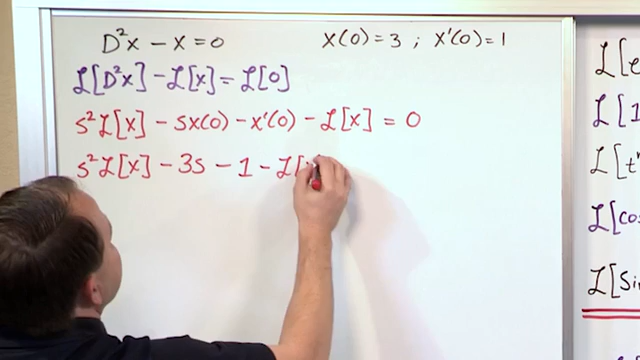 D²x − x = 0    x(0) = 3 ; x'(0) = 1
ℒ[D²x] − ℒ[x] = ℒ[0]
s²ℒ[x] − sx(0) − x'(0) − ℒ[x] = 0
s²ℒ[x] − 3s − 1 − ℒ[
ℒ[e
ℒ[1
ℒ[tⁿ
ℒ[cos
ℒ[sin